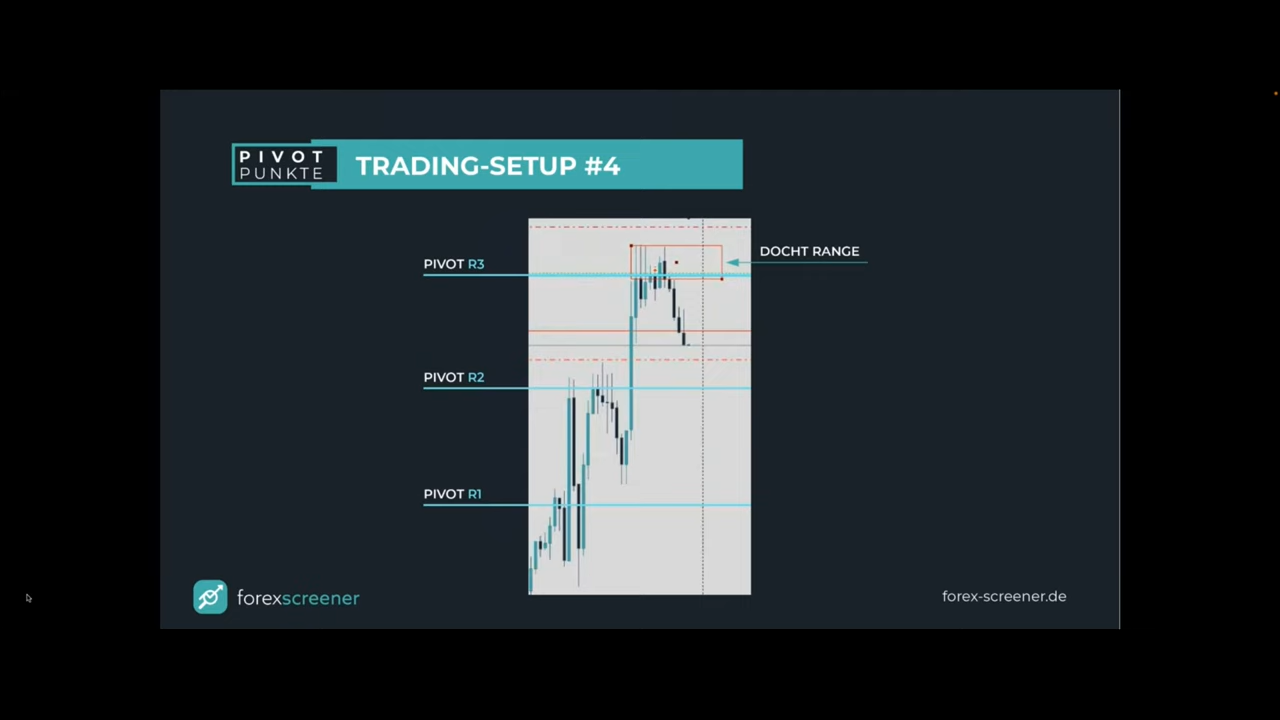 PIVOT
PUNKTE
TRADING-SETUP #4
DOCHT RANGE
PIVOT R3
PIVOT R2
PIVOT R1
forexscreener
forex-screener.de